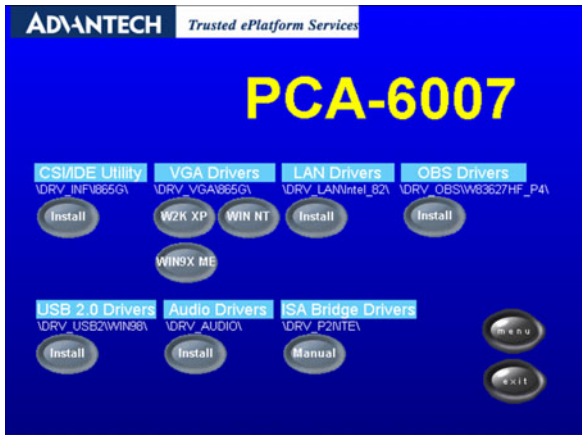 ADVANTECH Trusted ePlatform Services
PCA-6007
CSI/IDE Utility VGA Drivers LAN Drivers OBS Drivers
\DRV_INF\I865G\ \DRV_VGA\865G\ \DRV_LAN\Intel_82\ \DRV_OBS\W83627HF_P4\
Install W2K XP WIN NT Install Install
WIN9X ME
USB 2.0 Drivers Audio Drivers ISA Bridge Drivers
\DRV_USB2\WIN98\ \DRV_AUDIO\ \DRV_P2NTE\
Install Install Manual
menu
exit